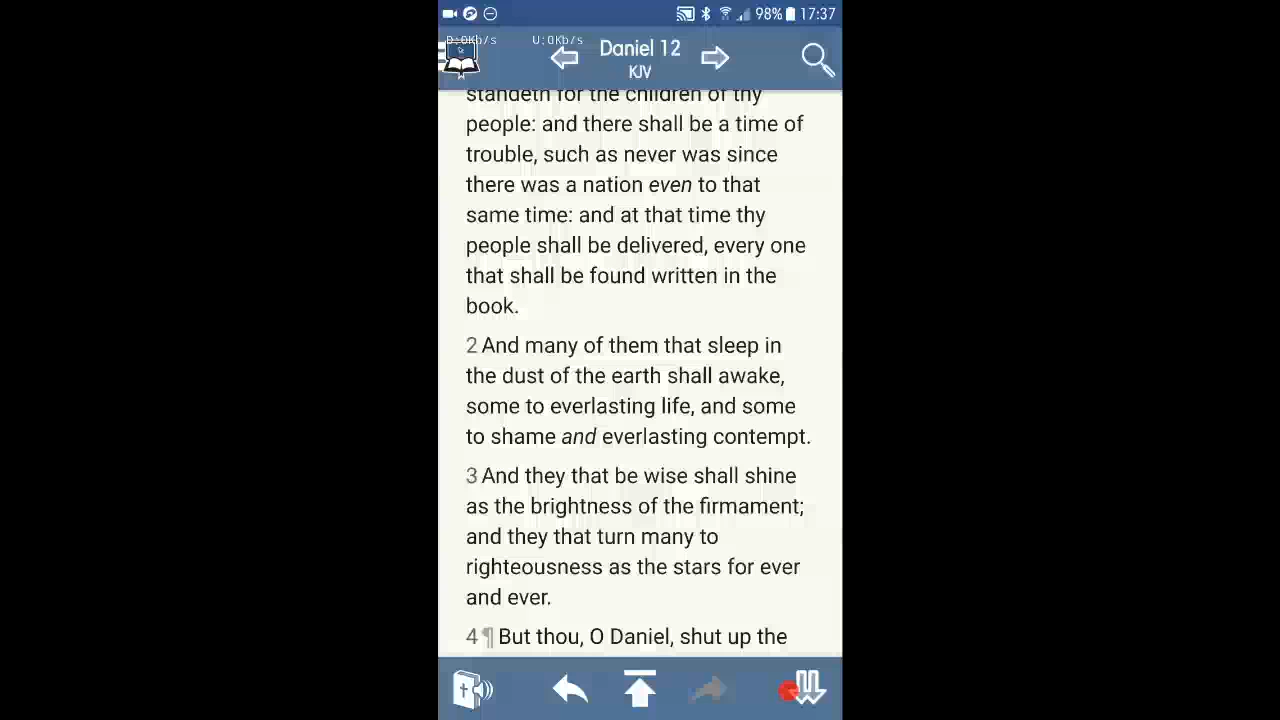 98% 17:37
D:0Kb/s U:0Kb/s
Daniel 12
KJV
standeth for the children of thy
people: and there shall be a time of
trouble, such as never was since
there was a nation even to that
same time: and at that time thy
people shall be delivered, every one
that shall be found written in the
book.
2 And many of them that sleep in
the dust of the earth shall awake,
some to everlasting life, and some
to shame and everlasting contempt.
3 And they that be wise shall shine
as the brightness of the firmament;
and they that turn many to
righteousness as the stars for ever
and ever.
4 ¶ But thou, O Daniel, shut up the